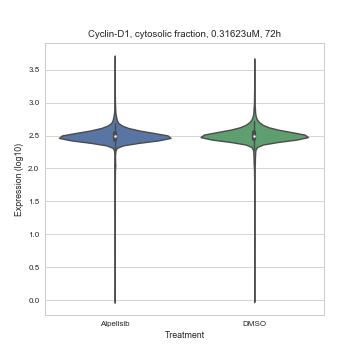 Cyclin-D1, cytosolic fraction, 0.31623uM, 72h
Expression (log10)
3.5
3.0
2.5
2.0
1.5
1.0
0.5
0.0
Alpelisib
DMSO
Treatment